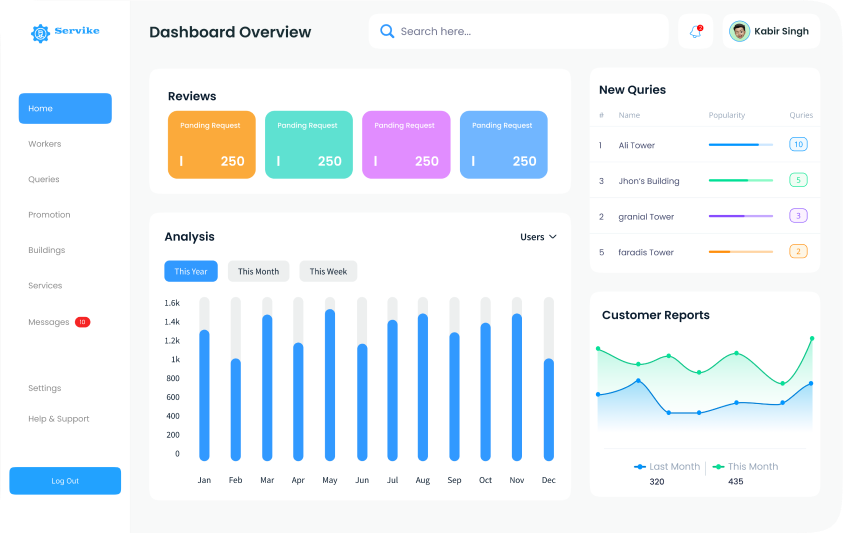 Servike
Dashboard Overview
Search here...
2
Kabir Singh
Home
Workers
Queries
Promotion
Buildings
Services
Messages 10
Settings
Help & Support
Log Out
Reviews
Panding Request
250
Panding Request
250
Panding Request
250
Panding Request
250
Analysis
Users
This Year
This Month
This Week
1.6k
1.4k
1.2k
1k
800
600
400
200
0
Jan Feb Mar Apr May Jun Jul Aug Sep Oct Nov Dec
New Quries
# Name Popularity Quries
1 Ali Tower 10
3 Jhon's Building 5
2 granial Tower 3
5 faradis Tower 2
Customer Reports
Last Month This Month
320 435